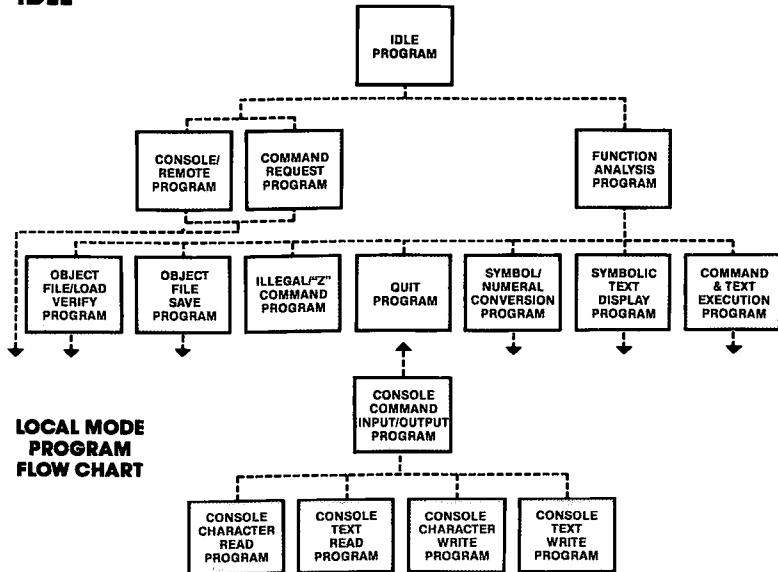 IDLE
IDLE
PROGRAM
CONSOLE/
REMOTE
PROGRAM
COMMAND
REQUEST
PROGRAM
FUNCTION
ANALYSIS
PROGRAM
OBJECT
FILE/LOAD
VERIFY
PROGRAM
OBJECT
FILE
SAVE
PROGRAM
ILLEGAL/"Z"
COMMAND
PROGRAM
QUIT
PROGRAM
SYMBOL/
NUMERAL
CONVERSION
PROGRAM
SYMBOLIC
TEXT
DISPLAY
PROGRAM
COMMAND
& TEXT
EXECUTION
PROGRAM
CONSOLE
COMMAND
INPUT/OUTPUT
PROGRAM
LOCAL MODE
PROGRAM
FLOW CHART
CONSOLE
CHARACTER
READ
PROGRAM
CONSOLE
TEXT
READ
PROGRAM
CONSOLE
CHARACTER
WRITE
PROGRAM
CONSOLE
TEXT
WRITE
PROGRAM